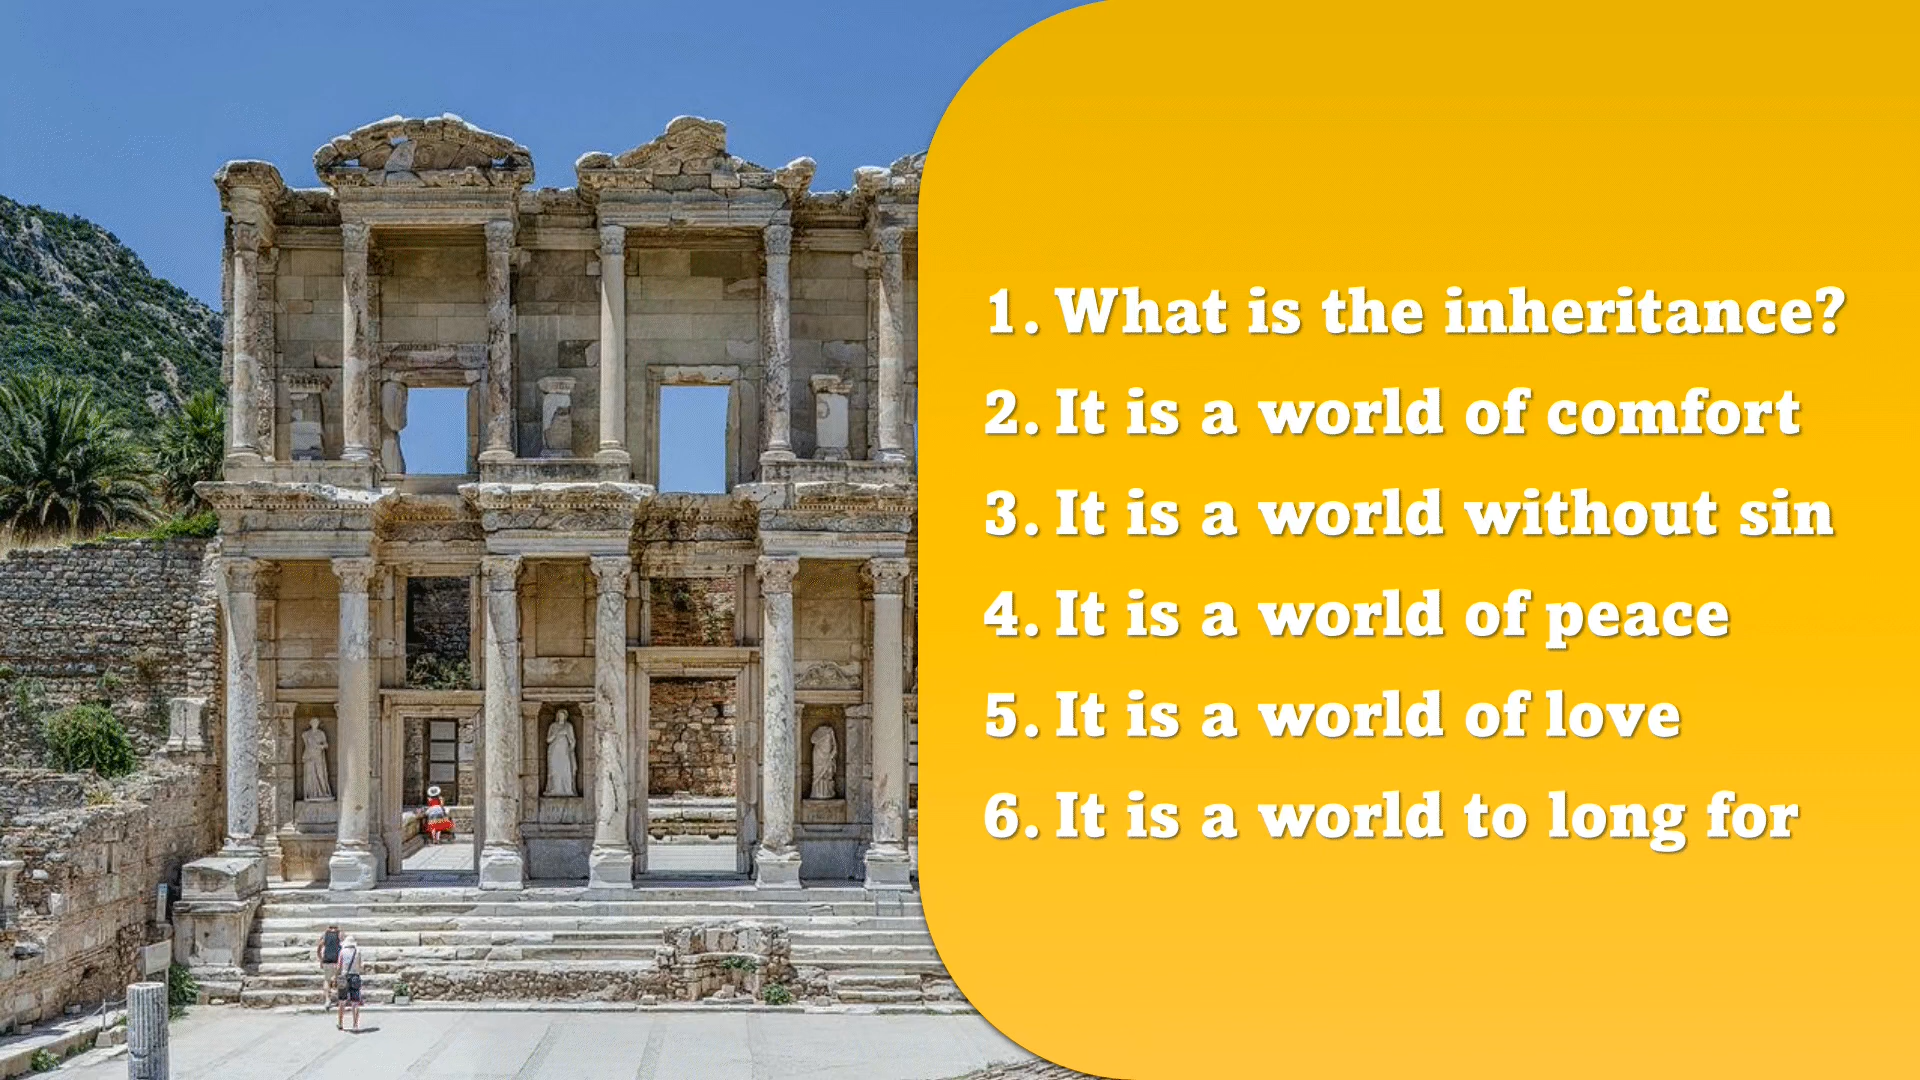 1. What is the inheritance?
2. It is a world of comfort
3. It is a world without sin
4. It is a world of peace
5. It is a world of love
6. It is a world to long for